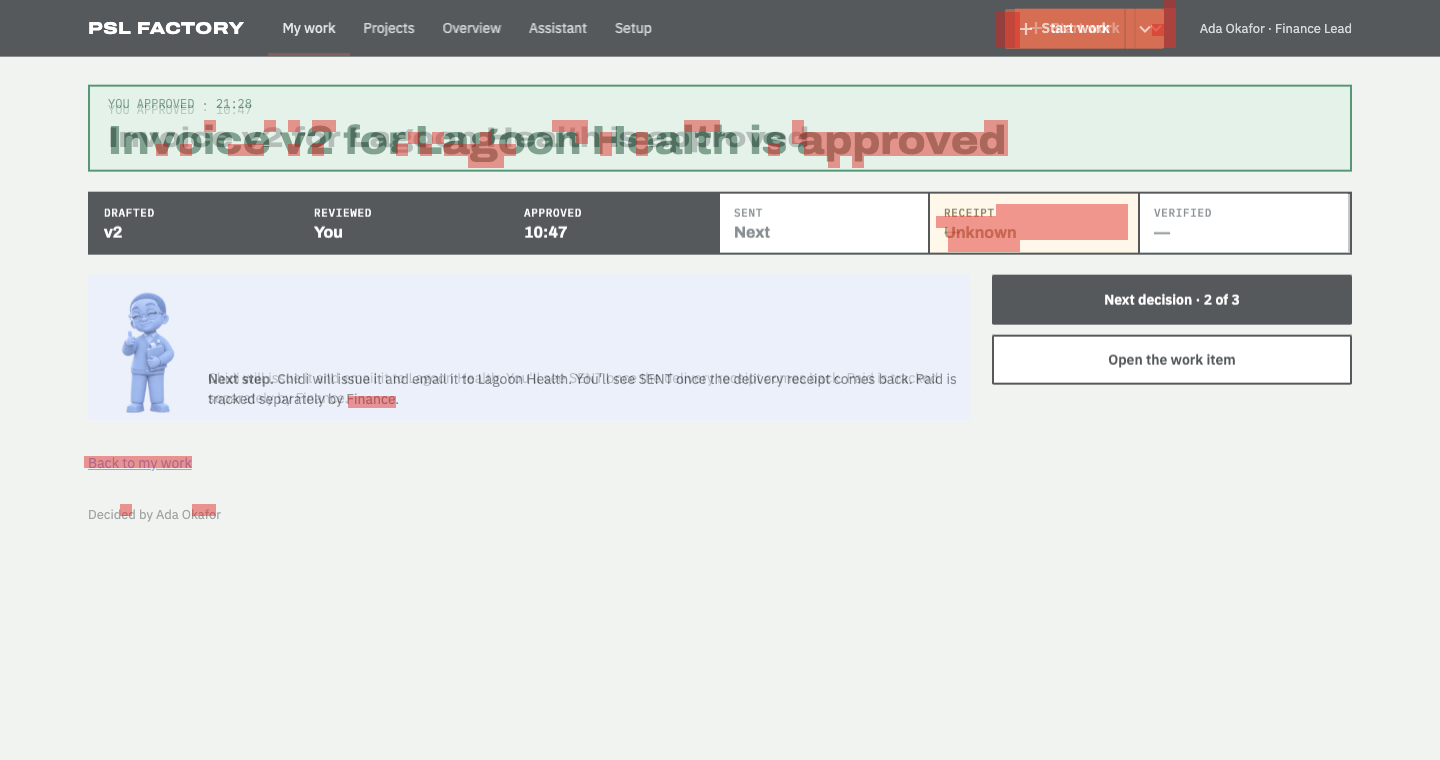 PSL FACTORY
My work
Projects
Overview
Assistant
Setup
Start work
Ada Okafor · Finance Lead
YOU APPROVED : 21:28
YOU APPROVED : 10:47
Invoice v2 for Lagoon Health is approved
DRAFTED
v2
REVIEWED
You
APPROVED
10:47
SENT
Next
RECEIPT
Unknown
VERIFIED
—
Next step. Chidi will issue it and email it to Lagoon Health. You'll see SENT once the delivery receipt comes back. Paid is
tracked separately by Finance.
Next decision · 2 of 3
Open the work item
Back to my work
Decided by Ada Okafor